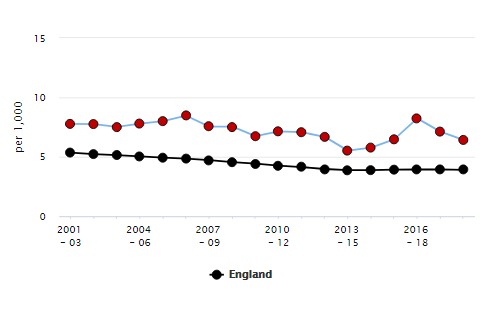 15
10
5
0
per 1,000
2001 2004 2007 2010 2013 2016
– 03 – 06 – 09 – 12 – 15 – 18
England